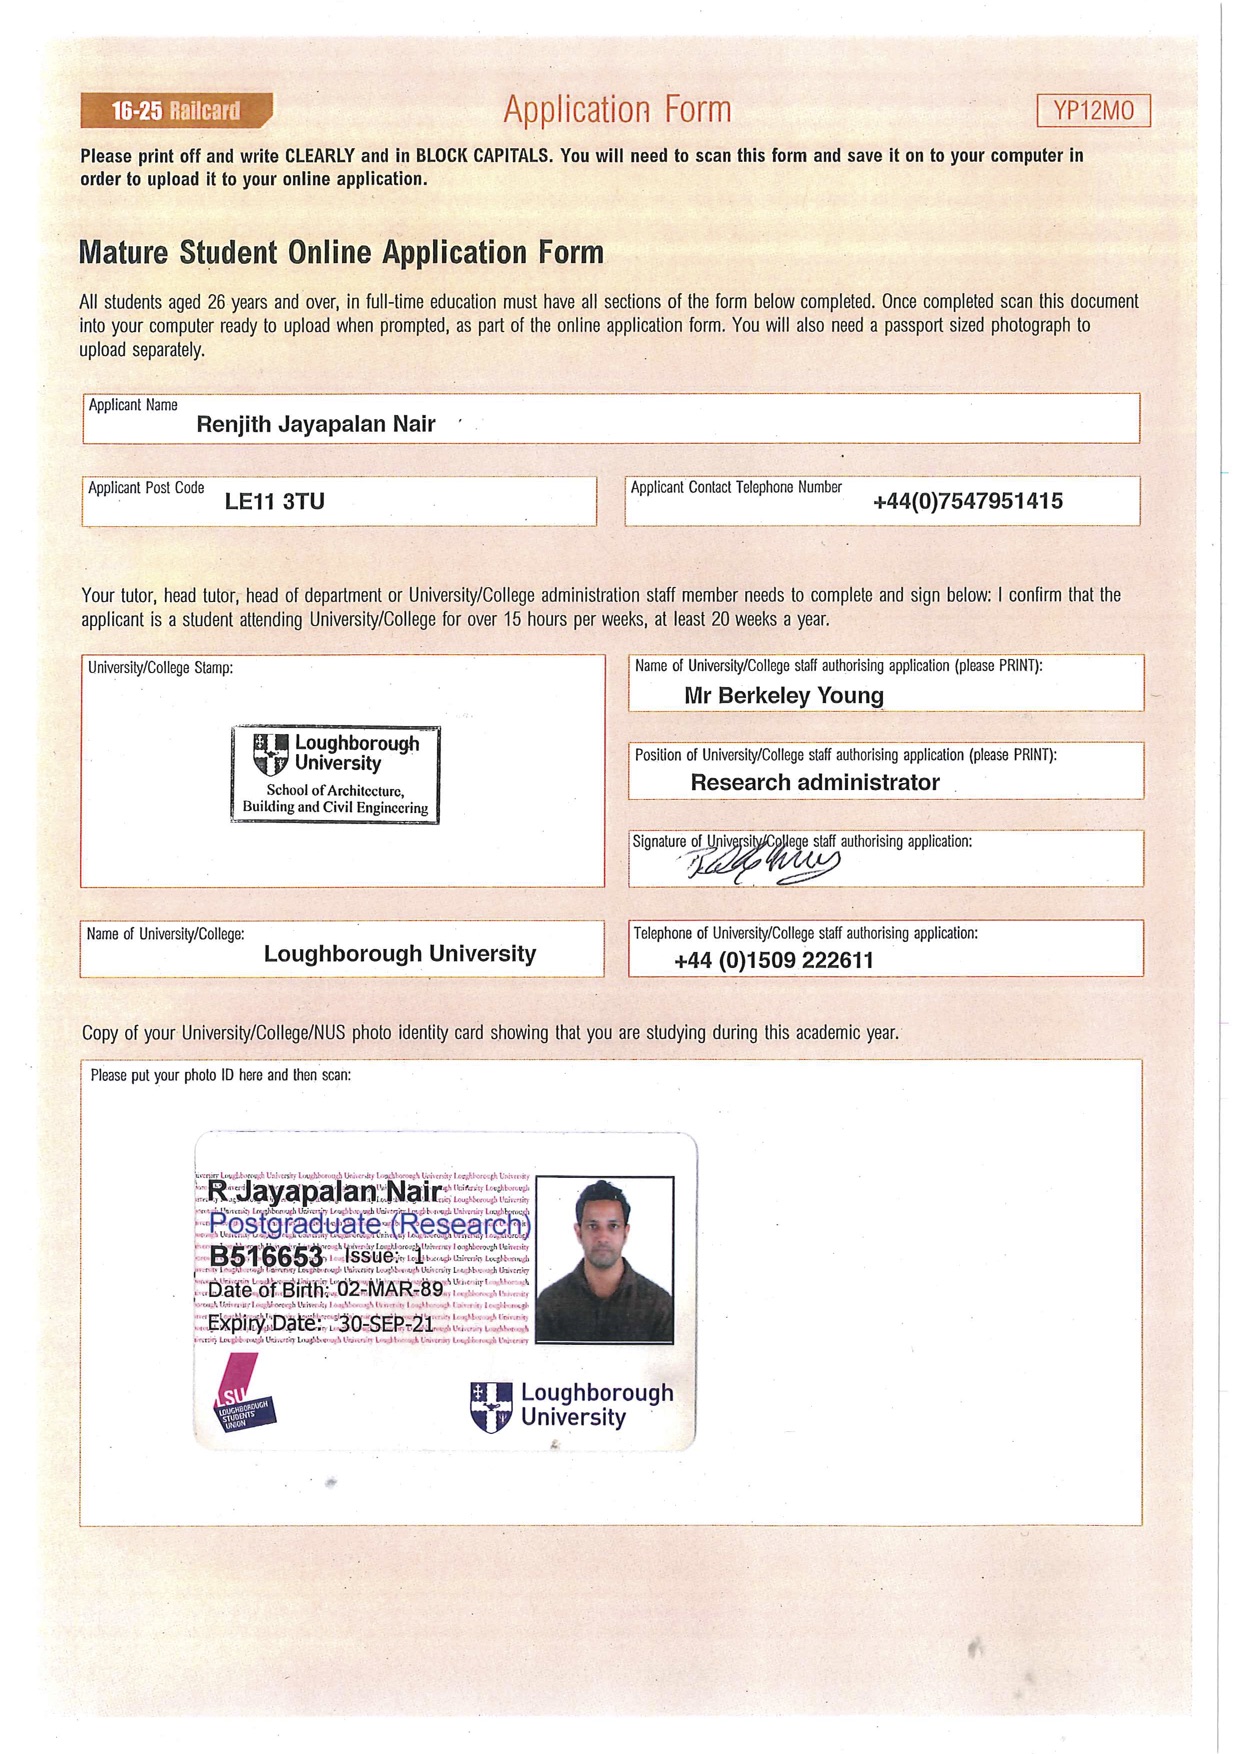 16-25 Railcard
Application Form
YP12MO
Please print off and write CLEARLY and in BLOCK CAPITALS. You will need to scan this form and save it on to your computer in
order to upload it to your online application.
Mature Student Online Application Form
All students aged 26 years and over, in full-time education must have all sections of the form below completed. Once completed scan this document
into your computer ready to upload when prompted, as part of the online application form. You will also need a passport sized photograph to
upload separately.
Applicant Name
Renjith Jayapalan Nair
Applicant Post Code
LE11 3TU
Applicant Contact Telephone Number
+44(0)7547951415
Your tutor, head tutor, head of department or University/College administration staff member needs to complete and sign below: I confirm that the
applicant is a student attending University/College for over 15 hours per weeks, at least 20 weeks a year.
University/College Stamp:
Loughborough
University
School of Architecture,
Building and Civil Engineering
Name of University/College staff authorising application (please PRINT):
Mr Berkeley Young
Position of University/College staff authorising application (please PRINT):
Research administrator
Signature of University/College staff authorising application:
Name of University/College:
Loughborough University
Telephone of University/College staff authorising application:
+44 (0)1509 222611
Copy of your University/College/NUS photo identity card showing that you are studying during this academic year.
Please put your photo ID here and then scan:
R Jayapalan Nair
Postgraduate (Research)
B516653 Issue: 1
Date of Birth: 02-MAR-89
Expiry Date: 30-SEP-21
LSU
LOUGHBOROUGH
STUDENTS'
UNION
Loughborough
University